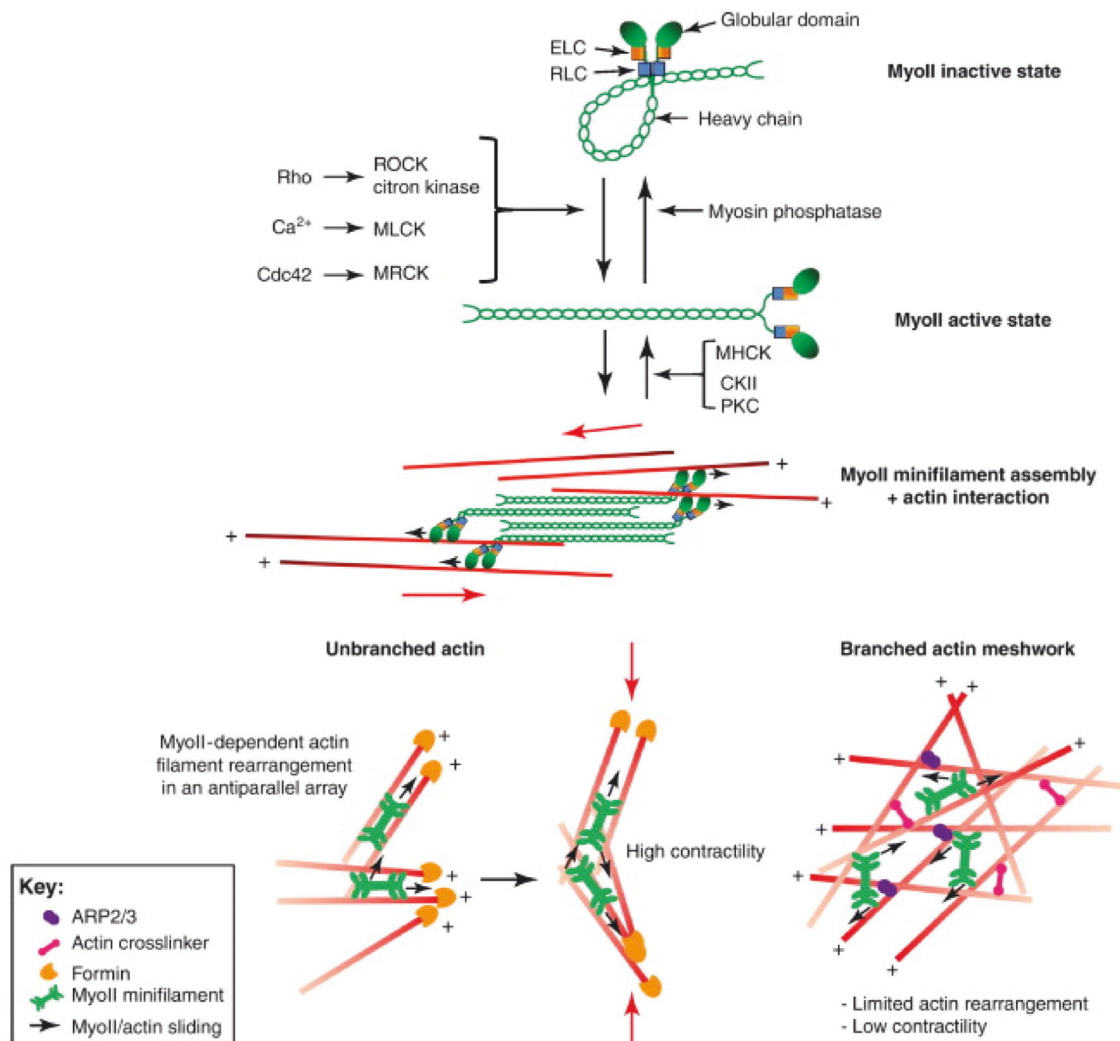 Globular domain
ELC
RLC
MyoII inactive state
Heavy chain
Rho
ROCK
citron kinase
Ca²⁺
MLCK
Cdc42
MRCK
Myosin phosphatase
MyoII active state
MHCK
CKII
PKC
+
+
MyoII minifilament assembly
+ actin interaction
+
+
Unbranched actin
Branched actin meshwork
MyoII-dependent actin
filament rearrangement
in an antiparallel array
+
+
+
+
+
High contractility
+
+
+
+
+
+
+
+
- Limited actin rearrangement
- Low contractility
Key:
ARP2/3
Actin crosslinker
Formin
MyoII minifilament
MyoII/actin sliding